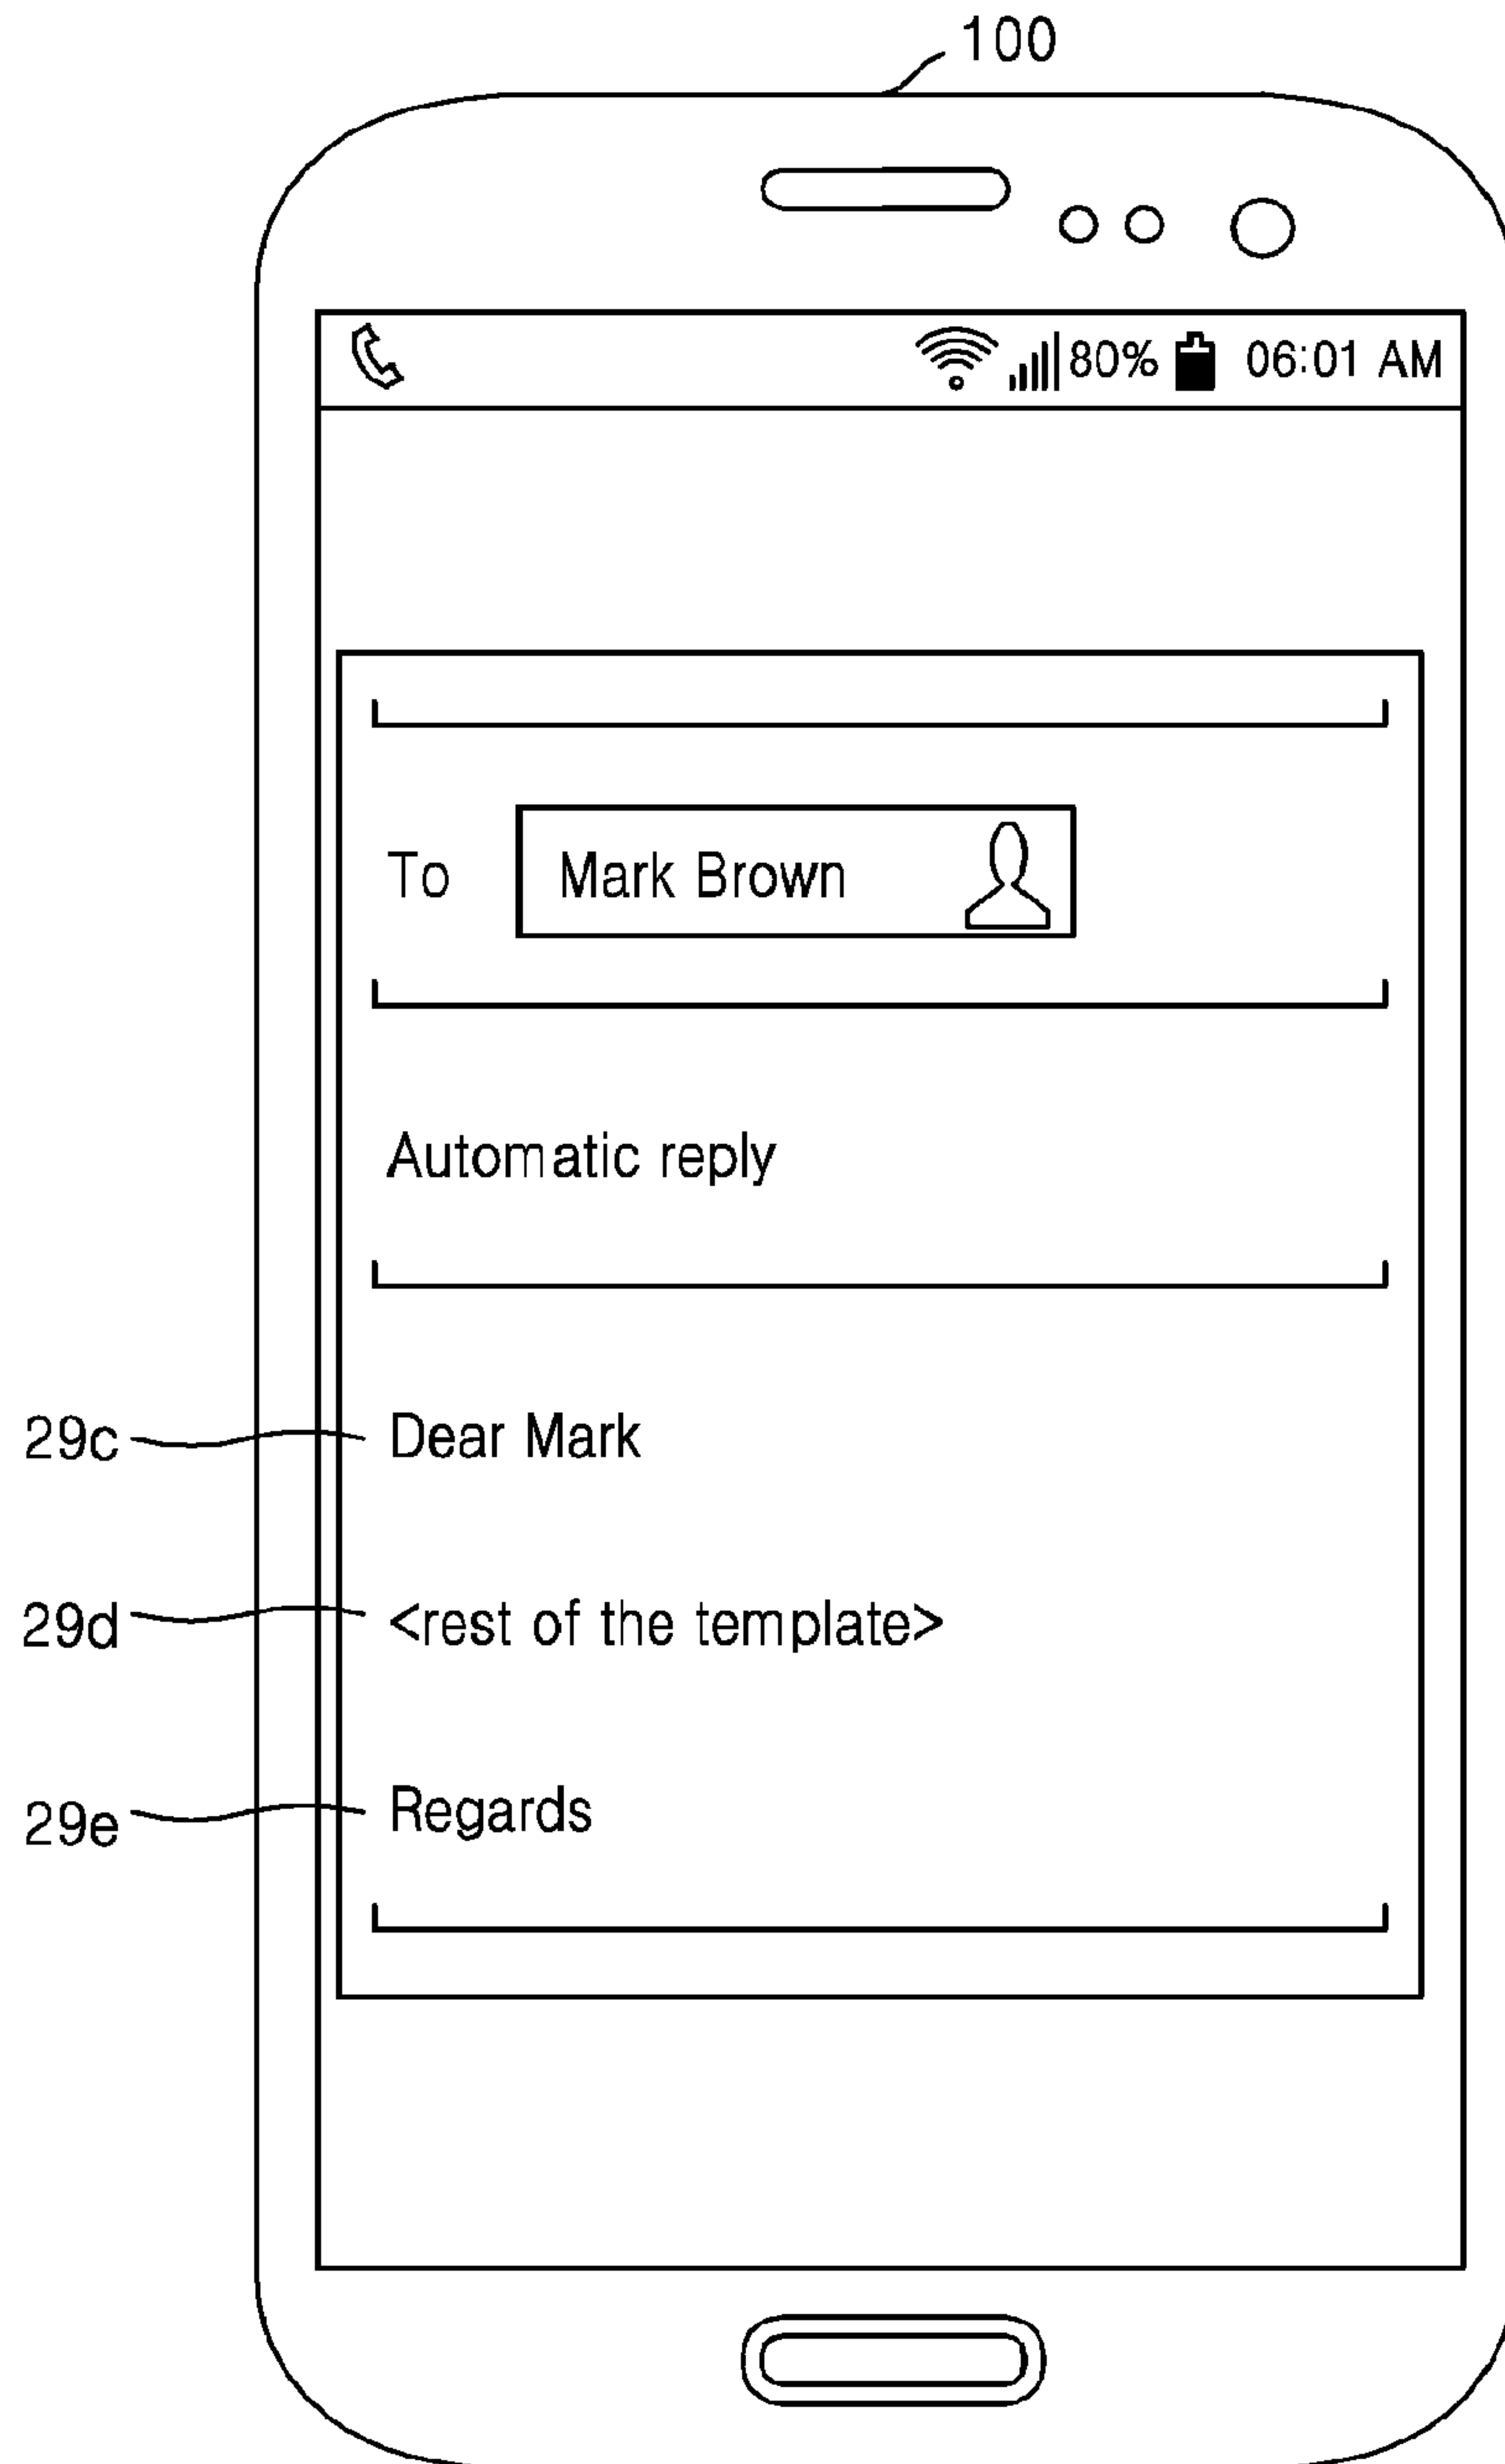 100
80% 06:01 AM
To Mark Brown
Automatic reply
29c Dear Mark
29d <rest of the template>
29e Regards